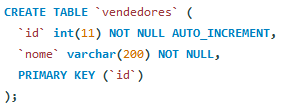 CREATE TABLE `vendedores` (
  `id` int(11) NOT NULL AUTO_INCREMENT,
  `nome` varchar(200) NOT NULL,
  PRIMARY KEY (`id`)
);